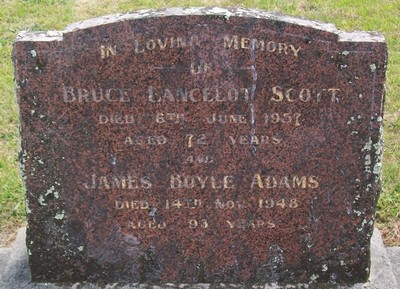 IN LOVING MEMORY
OF
BRUCE LANCELOT SCOTT
DIED 6TH JUNE 1957
AGED 72 YEARS
AND
JAMES BOYLE ADAMS
DIED 14TH NOV. 1948
AGED 93 YEARS